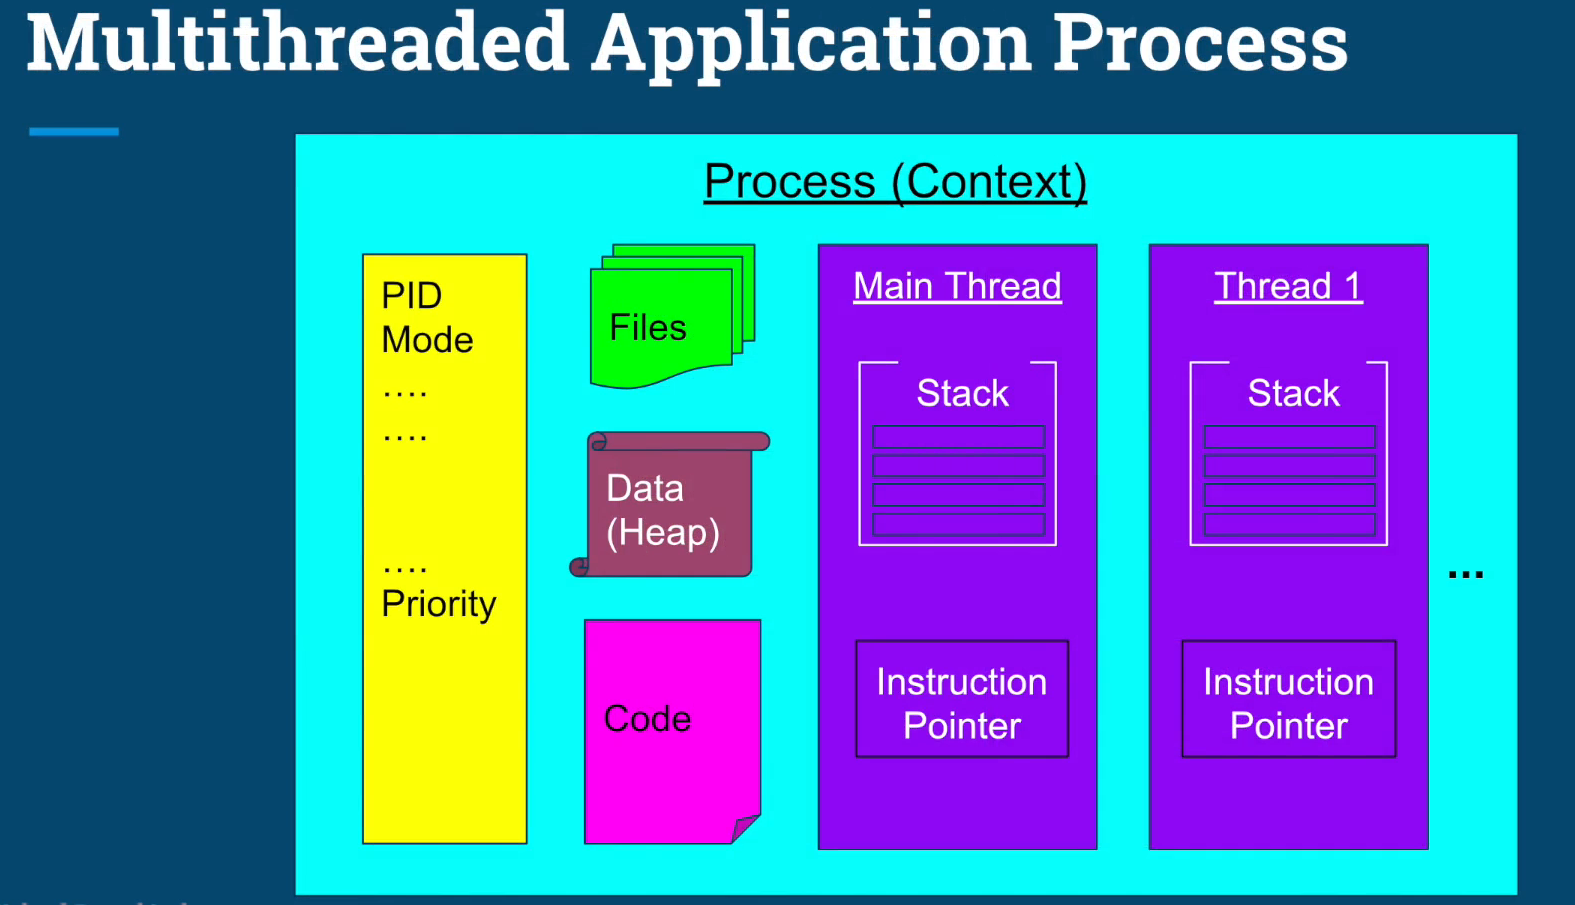 Multithreaded Application Process
Process (Context)
PID
Mode
....
....
....
Priority
Files
Data
(Heap)
Code
Main Thread
Stack
Instruction
Pointer
Thread 1
Stack
Instruction
Pointer
...